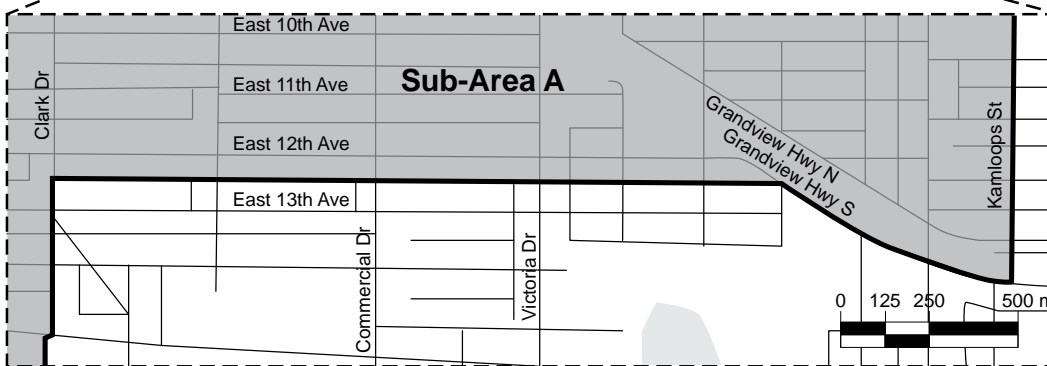 East 10th Ave
Sub-Area A
East 11th Ave
Clark Dr
Grandview Hwy N
Grandview Hwy S
East 12th Ave
Kamloops St
East 13th Ave
Commercial Dr
Victoria Dr
0 125 250 500 m